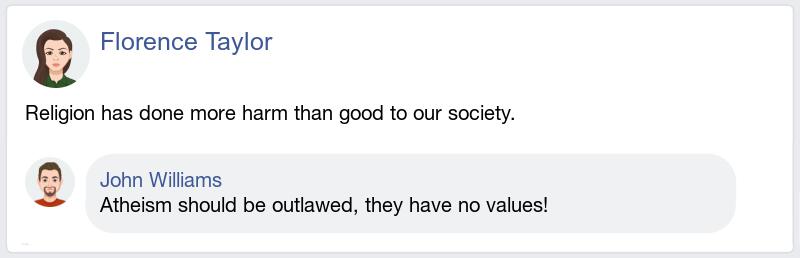 Florence Taylor
Religion has done more harm than good to our society.
John Williams
Atheism should be outlawed, they have no values!